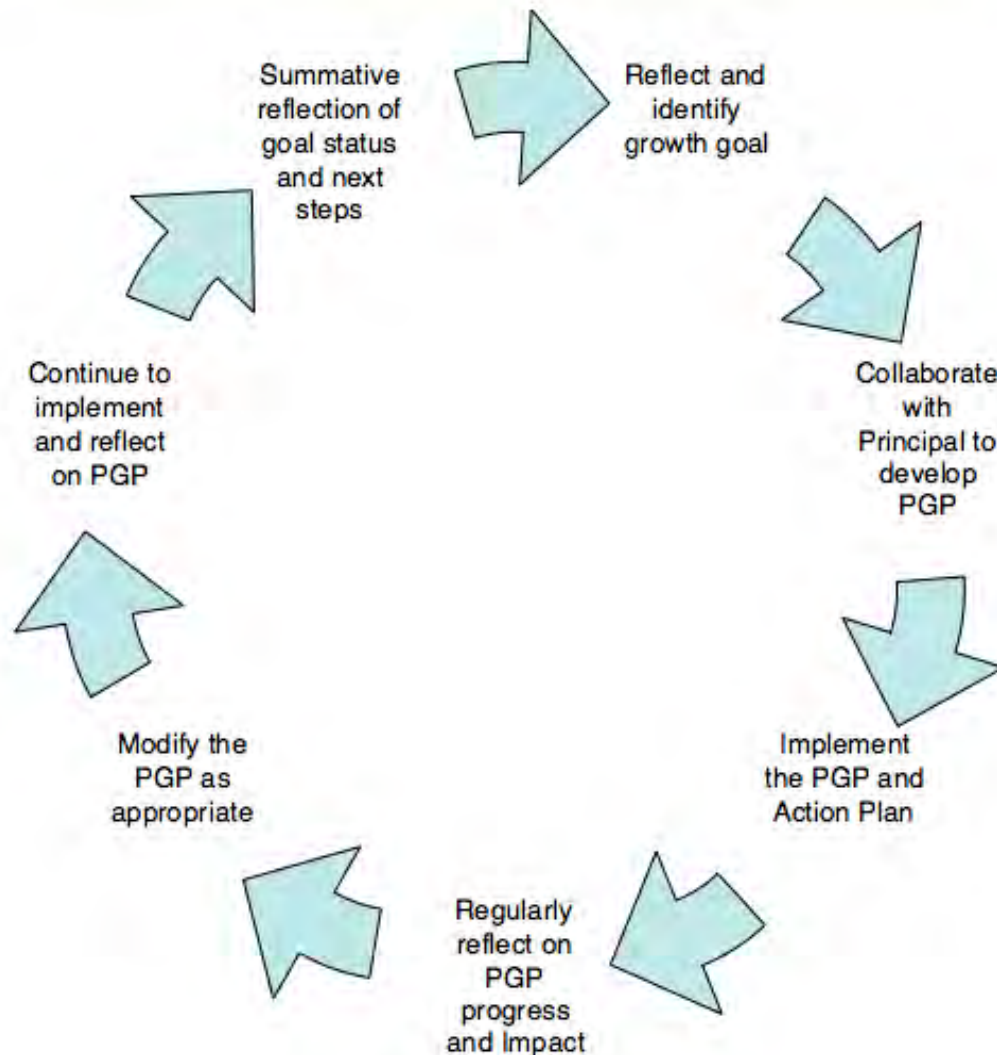 Summative
reflection of
goal status
and next
steps
Reflect and
identify
growth goal
Collaborate
with
Principal to
develop
PGP
Implement
the PGP and
Action Plan
Regularly
reflect on
PGP
progress
and Impact
Modify the
PGP as
appropriate
Continue to
implement
and reflect
on PGP